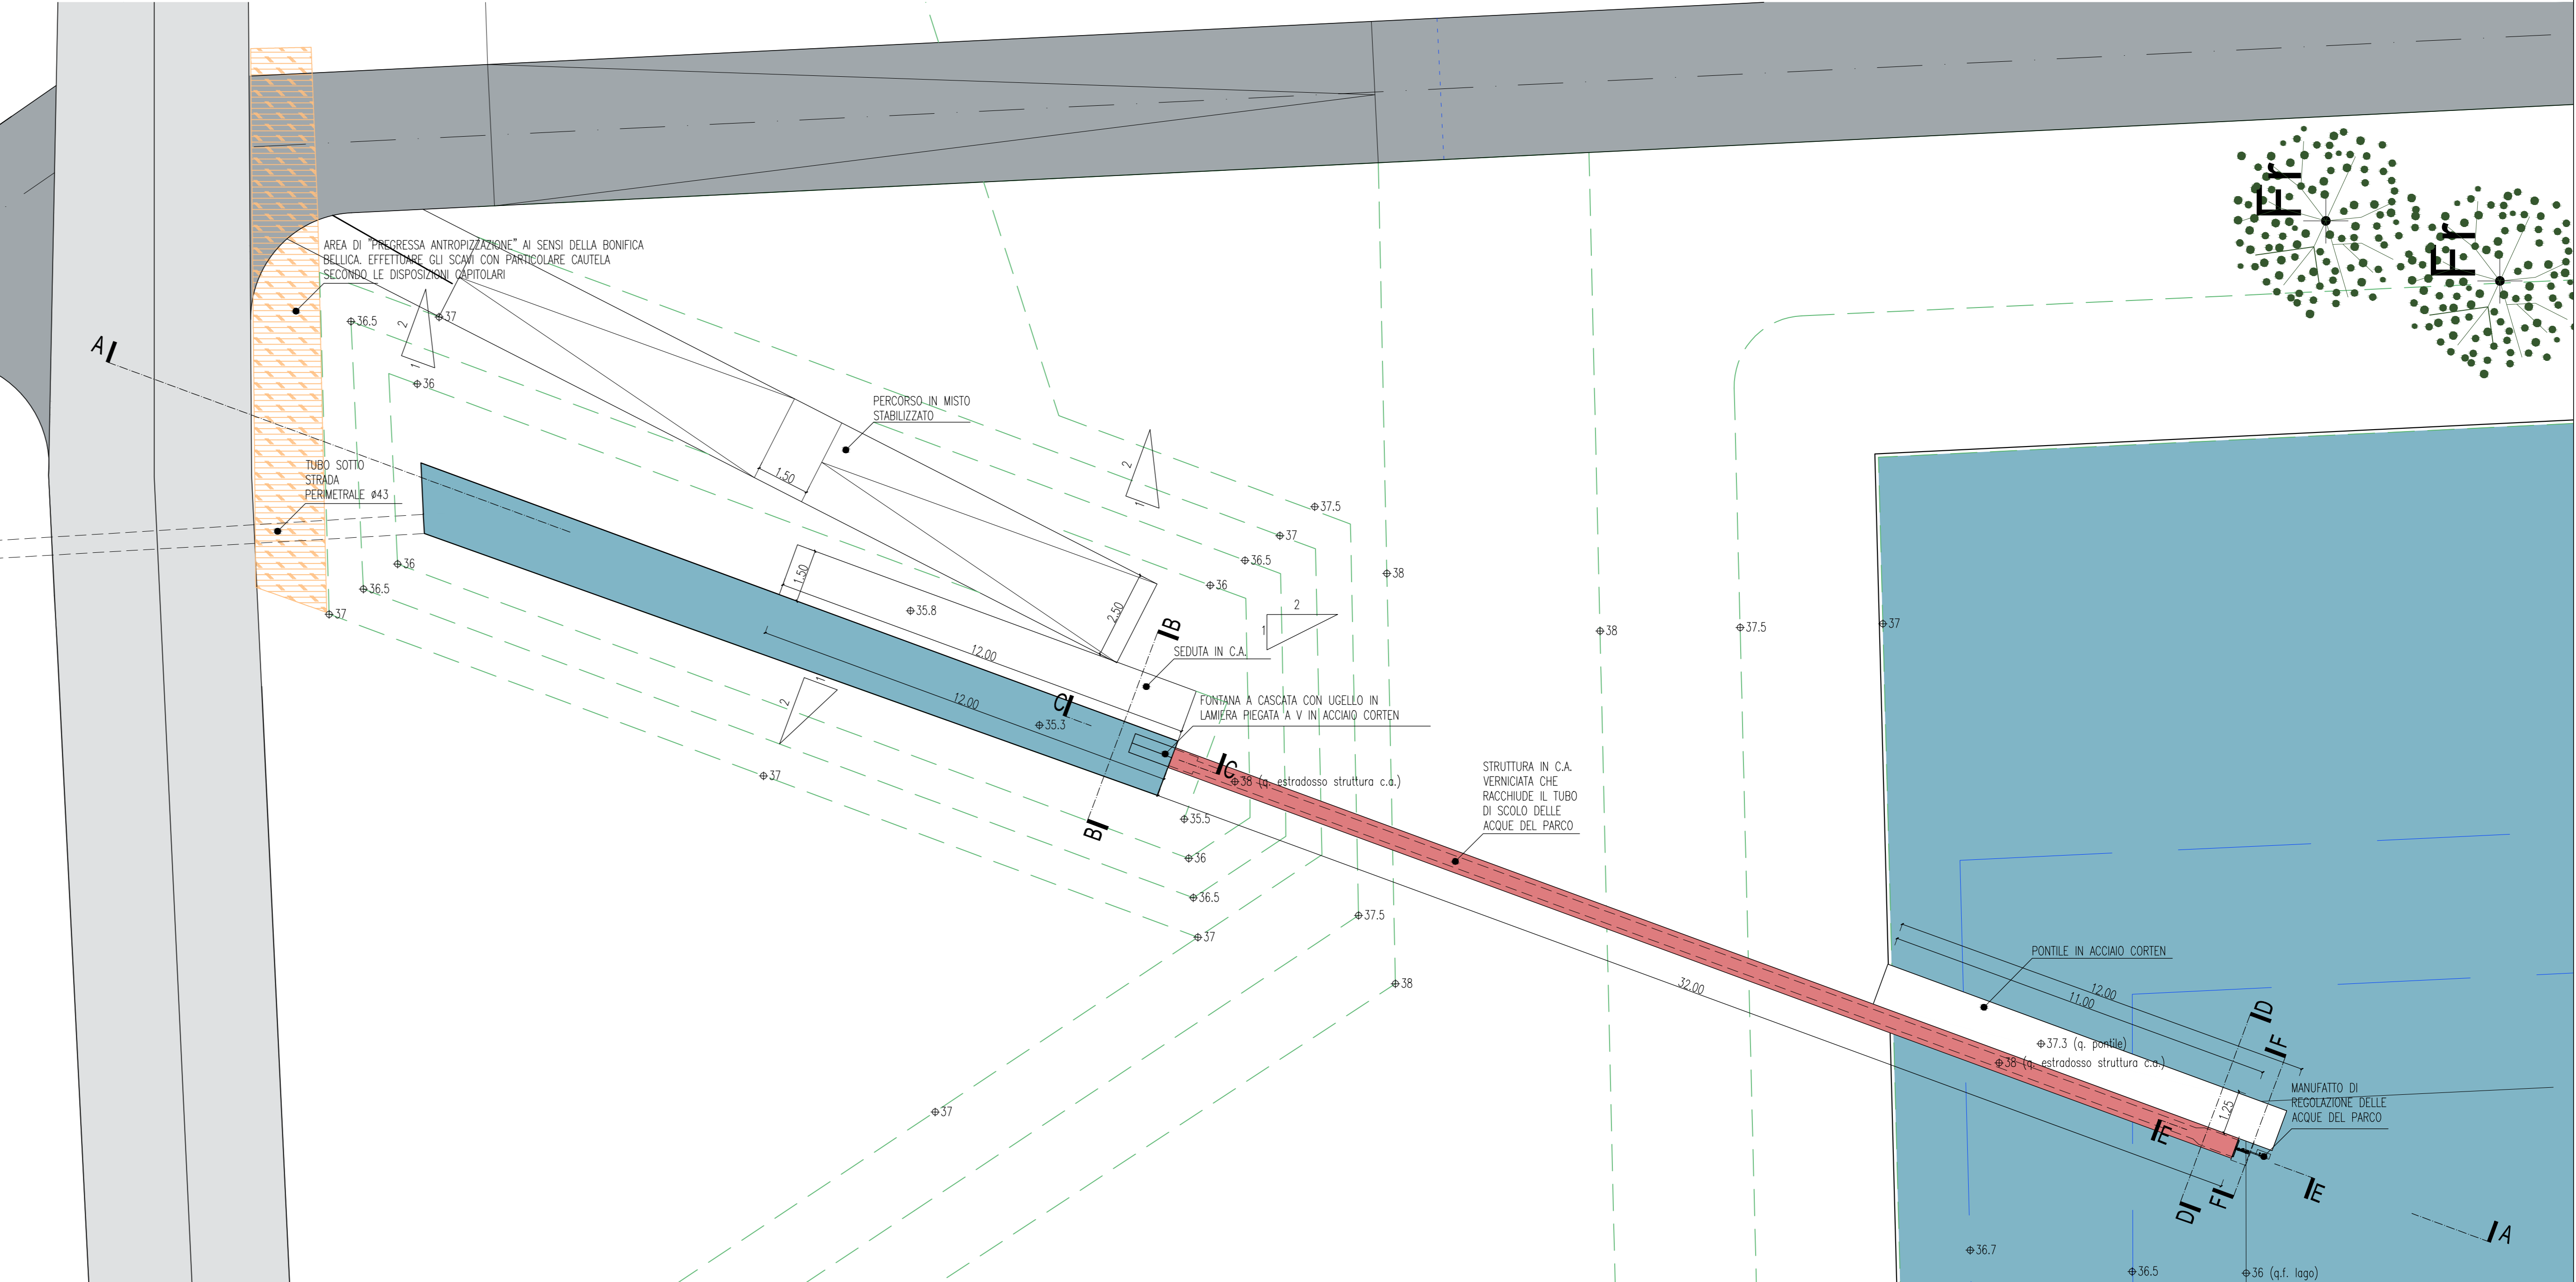 Fr
Fr
AREA DI "PREGRESSA ANTROPIZZAZIONE" AI SENSI DELLA BONIFICA
BELLICA. EFFETTUARE GLI SCAVI CON PARTICOLARE CAUTELA
SECONDO LE DISPOSIZIONI CAPITOLARI
36.5
37
2
1
36
A
PERCORSO IN MISTO
STABILIZZATO
TUBO SOTTO
STRADA
PERIMETRALE ø43
1.50
2
1
37.5
37
36.5
36
38
36
36.5
37
1.50
35.8
2.50
2
1
38
37.5
37
B
SEDUTA IN C.A.
12.00
12.00
2
1
C
35.3
FONTANA A CASCATA CON UGELLO IN
LAMIERA PIEGATA A V IN ACCIAIO CORTEN
37
C
38 (q. estradosso struttura c.a.)
STRUTTURA IN C.A.
VERNICIATA CHE
RACCHIUDE IL TUBO
DI SCOLO DELLE
ACQUE DEL PARCO
B
35.5
36
36.5
37
37.5
38
32.00
PONTILE IN ACCIAIO CORTEN
12.00
11.00
D
F
37.3 (q. pontile)
38 (q. estradosso struttura c.a.)
MANUFATTO DI
REGOLAZIONE DELLE
ACQUE DEL PARCO
1.25
37
E
E
F
D
A
36.7
36.5
36 (q.f. lago)